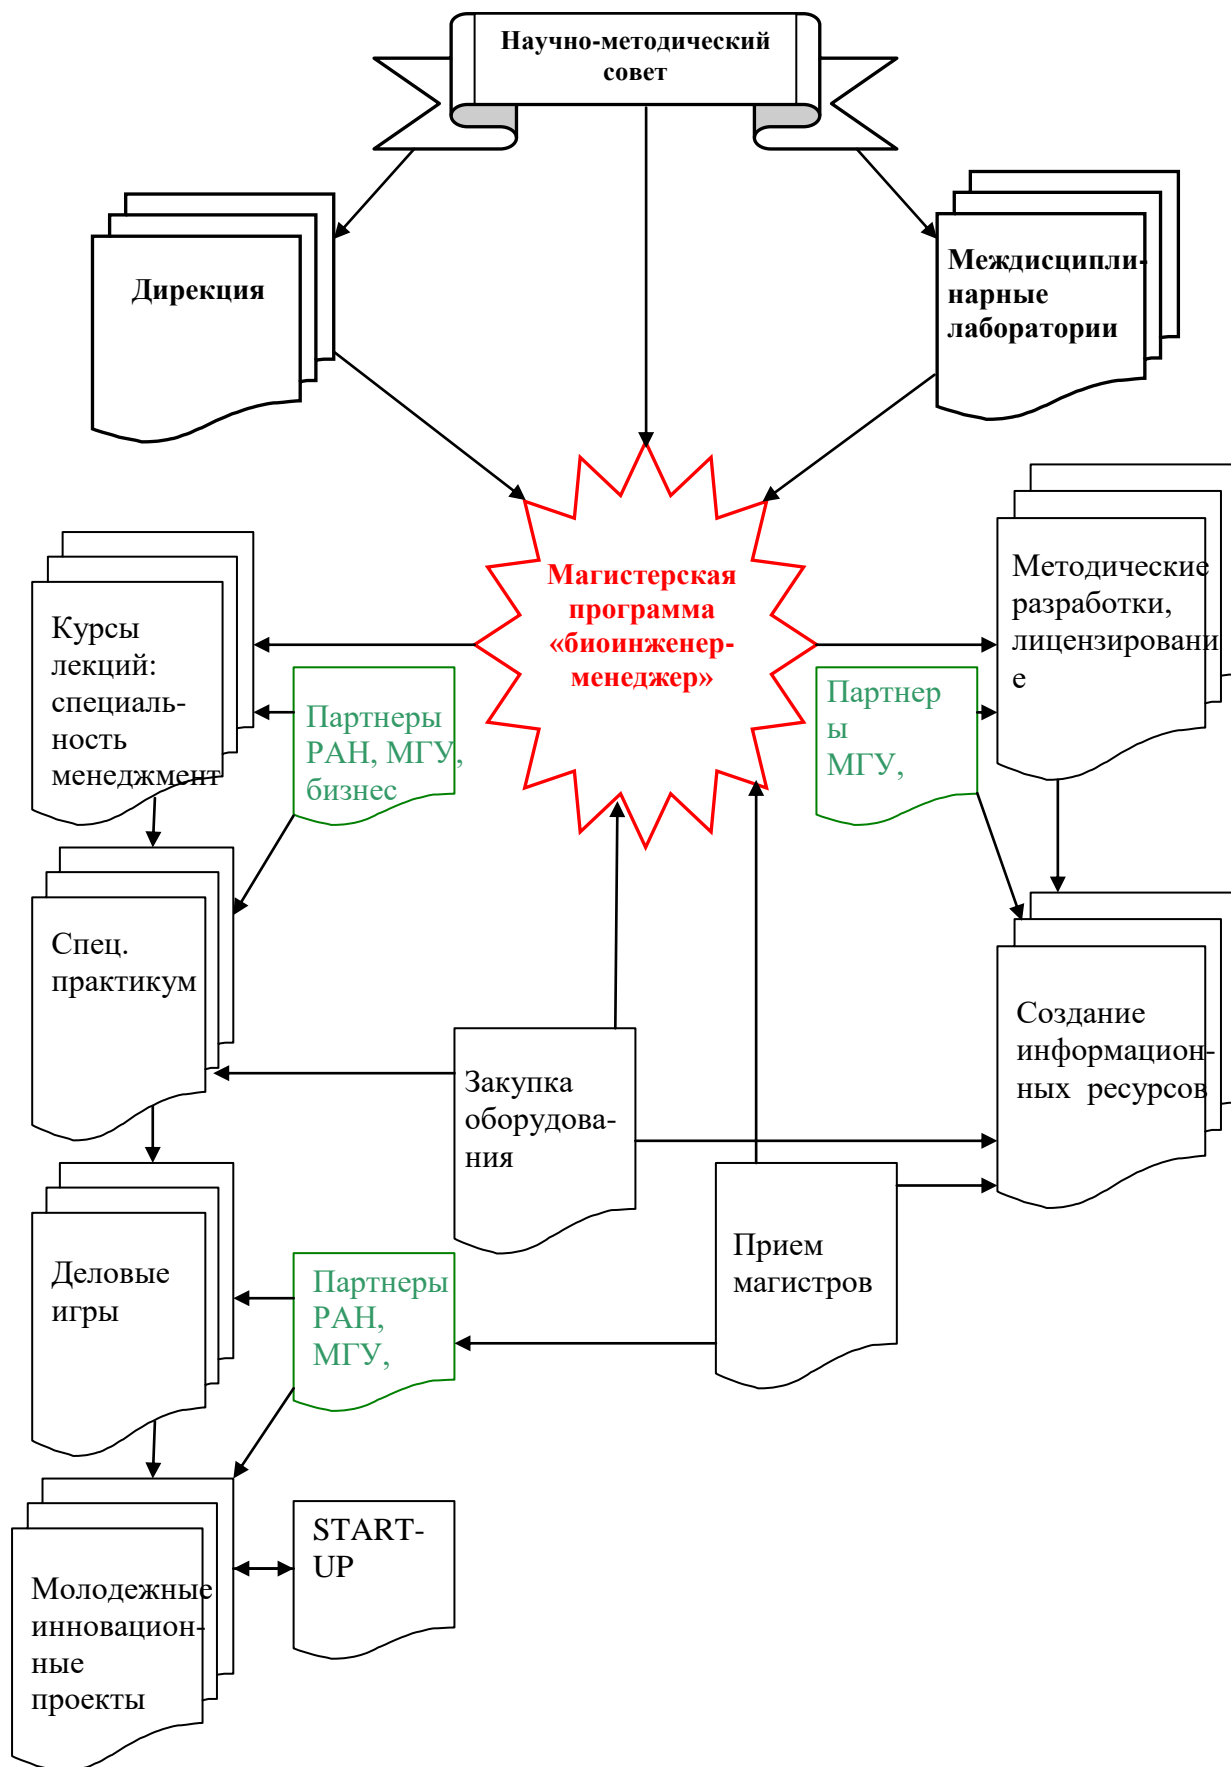 Научно-методический
совет
Дирекция
Междисципли-
нарные
лаборатории
Магистерская
программа
«биоинженер-
менеджер»
Курсы
лекций:
специаль-
ность
менеджмент
Партнеры
РАН, МГУ,
бизнес
Партнер
ы
МГУ,
Методические
разработки,
лицензировани
е
Спец.
практикум
Закупка
оборудова-
ния
Создание
информацион-
ных ресурсов
Прием
магистров
Деловые
игры
Партнеры
РАН,
МГУ,
START-
UP
Молодежные
инновацион-
ные
проекты